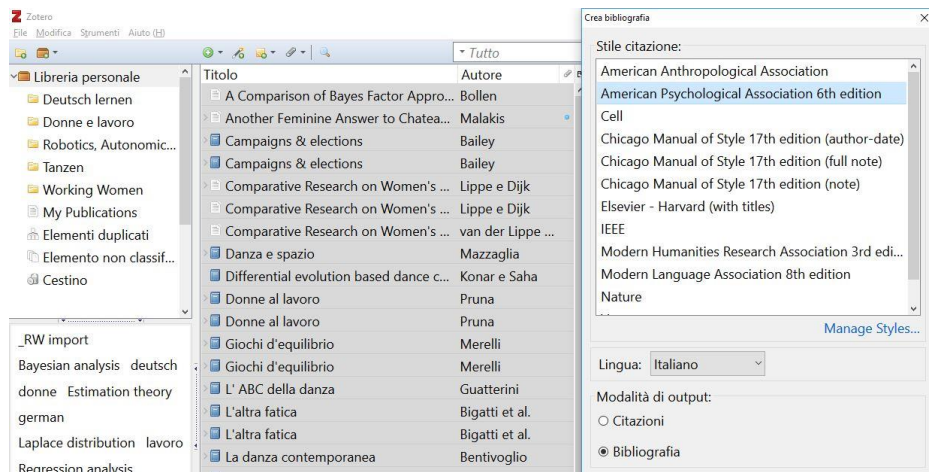 Zotero
File Modifica Strumenti Aiuto (H)
Tutto
Libreria personale
Deutsch lernen
Donne e lavoro
Robotics, Autonomic...
Tanzen
Working Women
My Publications
Elementi duplicati
Elemento non classif...
Cestino
_RW import
Bayesian analysis deutsch
donne Estimation theory
german
Laplace distribution lavoro
Regression analysis
Titolo Autore
A Comparison of Bayes Factor Appro... Bollen
Another Feminine Answer to Chatea... Malakis
Campaigns & elections Bailey
Campaigns & elections Bailey
Comparative Research on Women's ... Lippe e Dijk
Comparative Research on Women's ... Lippe e Dijk
Comparative Research on Women's ... van der Lippe ...
Danza e spazio Mazzaglia
Differential evolution based dance c... Konar e Saha
Donne al lavoro Pruna
Donne al lavoro Pruna
Giochi d'equilibrio Merelli
Giochi d'equilibrio Merelli
L' ABC della danza Guatterini
L'altra fatica Bigatti et al.
L'altra fatica Bigatti et al.
La danza contemporanea Bentivoglio
Crea bibliografia
Stile citazione:
American Anthropological Association
American Psychological Association 6th edition
Cell
Chicago Manual of Style 17th edition (author-date)
Chicago Manual of Style 17th edition (full note)
Chicago Manual of Style 17th edition (note)
Elsevier - Harvard (with titles)
IEEE
Modern Humanities Research Association 3rd edi...
Modern Language Association 8th edition
Nature
Manage Styles...
Lingua: Italiano
Modalità di output:
Citazioni
Bibliografia